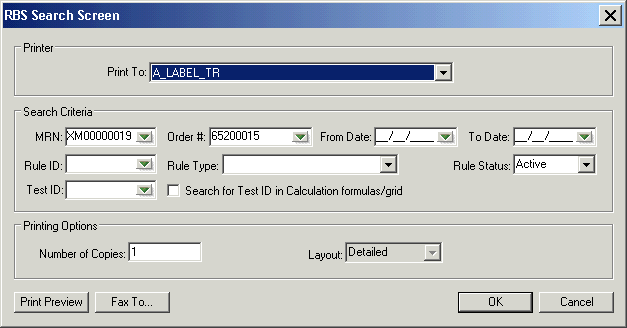 RBS Search Screen
Printer
Print To: A_LABEL_TR
Search Criteria
MRN: XM00000019 Order #: 65200015 From Date: __/__/____ To Date: __/__/____
Rule ID: Rule Type: Rule Status: Active
Test ID: Search for Test ID in Calculation formulas/grid
Printing Options
Number of Copies: 1 Layout: Detailed
Print Preview Fax To... OK Cancel